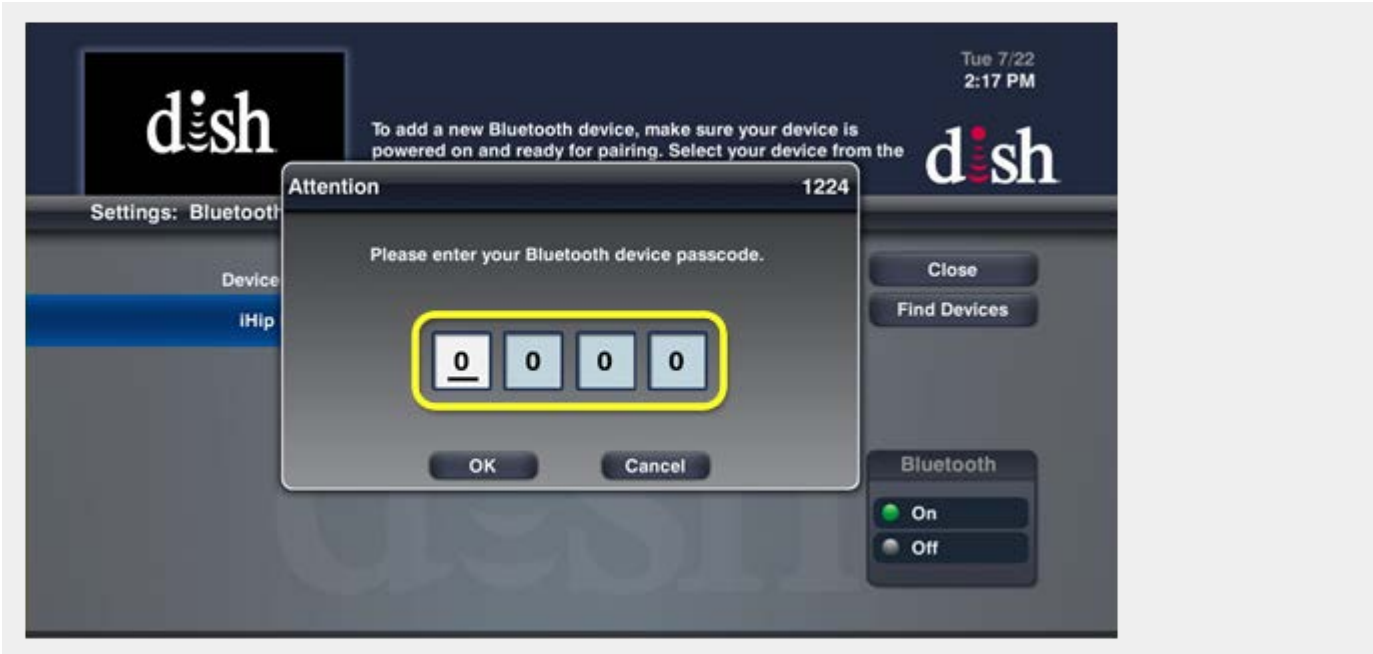 dish
Tue 7/22
2:17 PM
To add a new Bluetooth device, make sure your device is
powered on and ready for pairing. Select your device from the
dish
Attention 1224
Settings: Bluetooth
Please enter your Bluetooth device passcode.
Close
Device
Find Devices
iHip
0 0 0 0
OK Cancel
Bluetooth
On
Off
dish